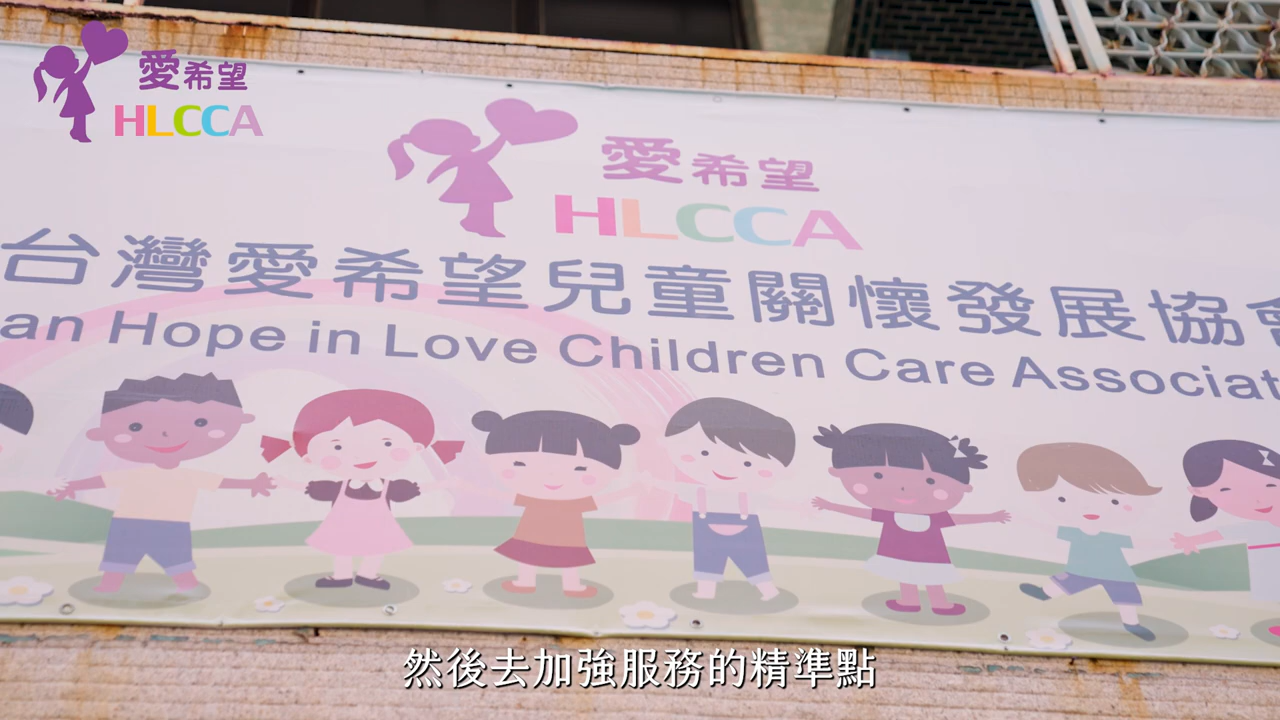 愛希望
HLCCA
愛希望
HLCCA
台灣愛希望兒童關懷發展協會
an Hope in Love Children Care Associat
然後去加強服務的精準點